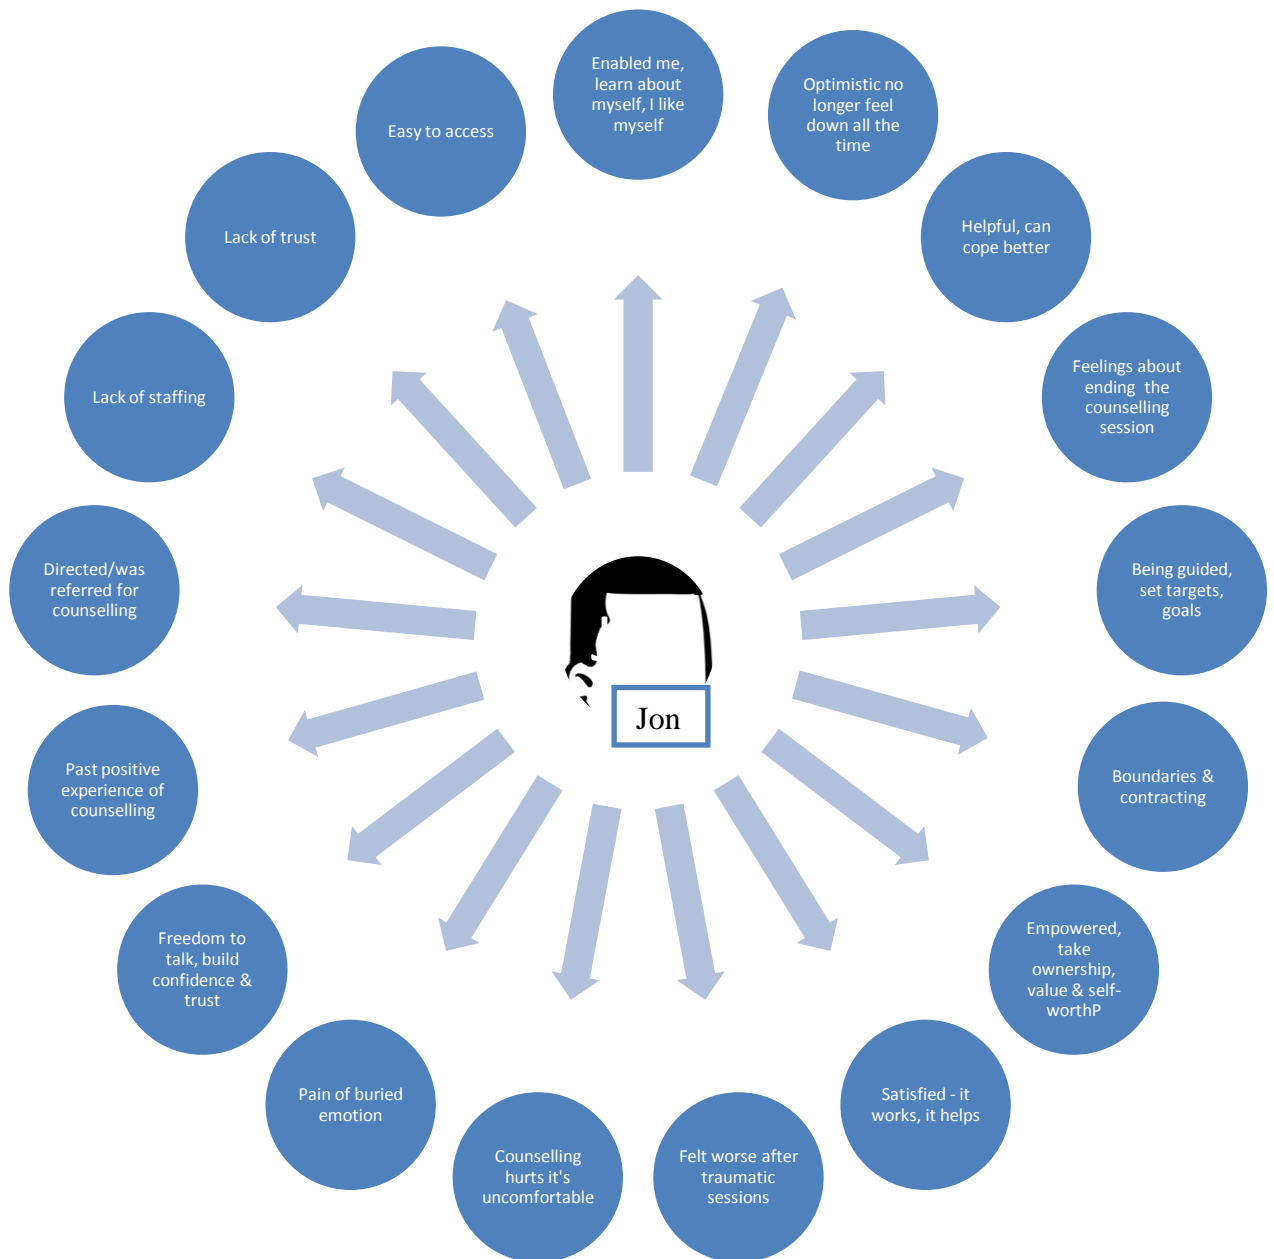 Enabled me,
learn about
myself, I like
myself
Optimistic no
longer feel
down all the
time
Helpful, can
cope better
Feelings about
ending  the
counselling
session
Being guided,
set targets,
goals
Boundaries &
contracting
Empowered,
take
ownership,
value & self-
worthP
Satisfied - it
works, it helps
Felt worse after
traumatic
sessions
Counselling
hurts it's
uncomfortable
Pain of buried
emotion
Freedom to
talk, build
confidence &
trust
Past positive
experience of
counselling
Directed/was
referred for
counselling
Lack of staffing
Lack of trust
Easy to access
Jon